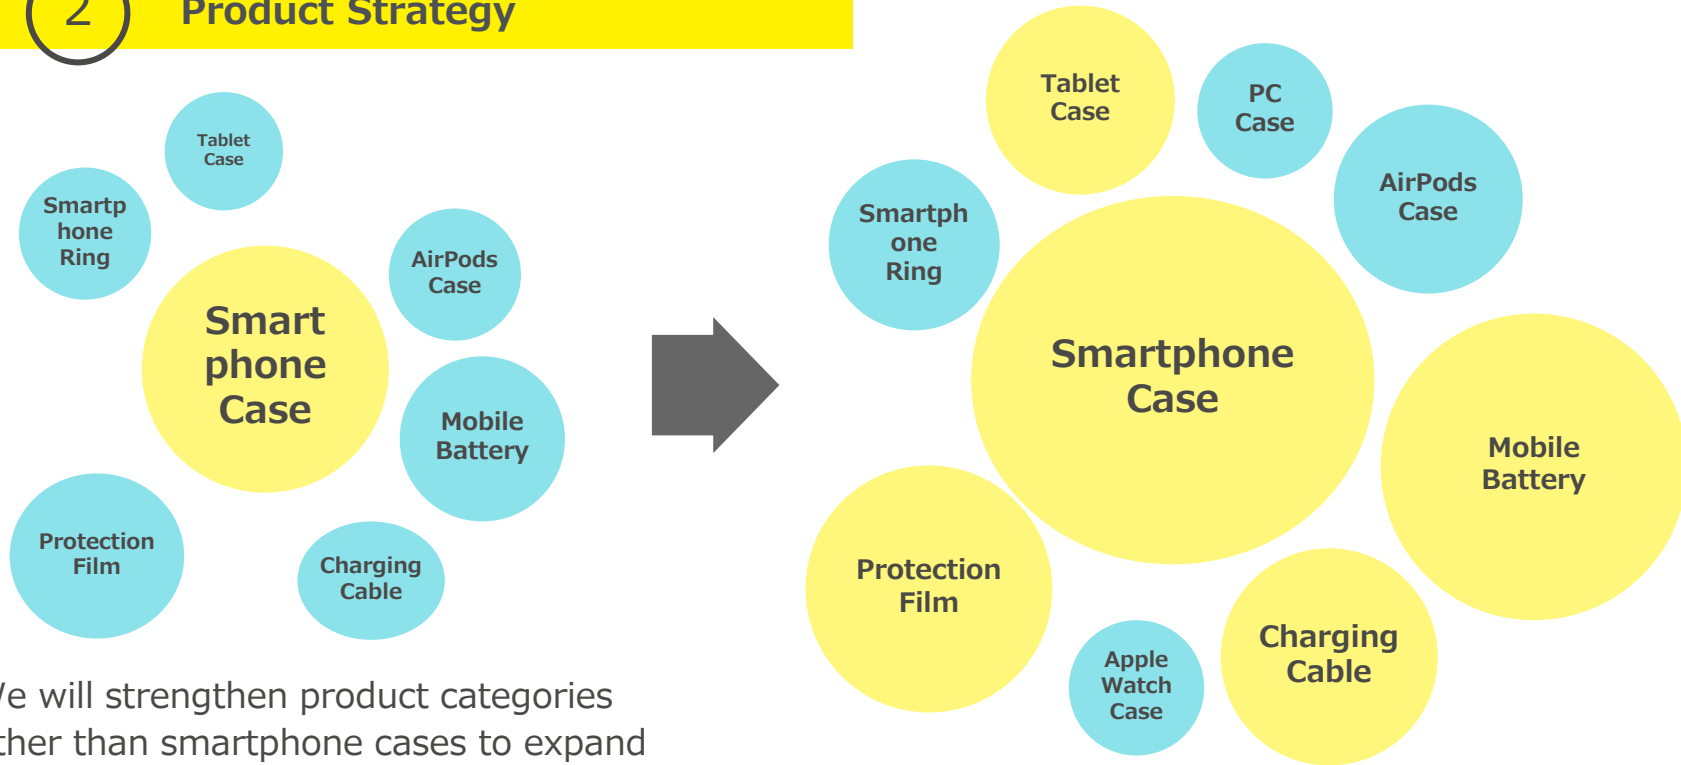 2
Product Strategy
Tablet
Case
Smartp
hone
Ring
AirPods
Case
Smart
phone
Case
Mobile
Battery
Protection
Film
Charging
Cable
We will strengthen product categories
other than smartphone cases to expand
Tablet
Case
PC
Case
AirPods
Case
Smartph
one
Ring
Smartphone
Case
Mobile
Battery
Protection
Film
Charging
Cable
Apple
Watch
Case